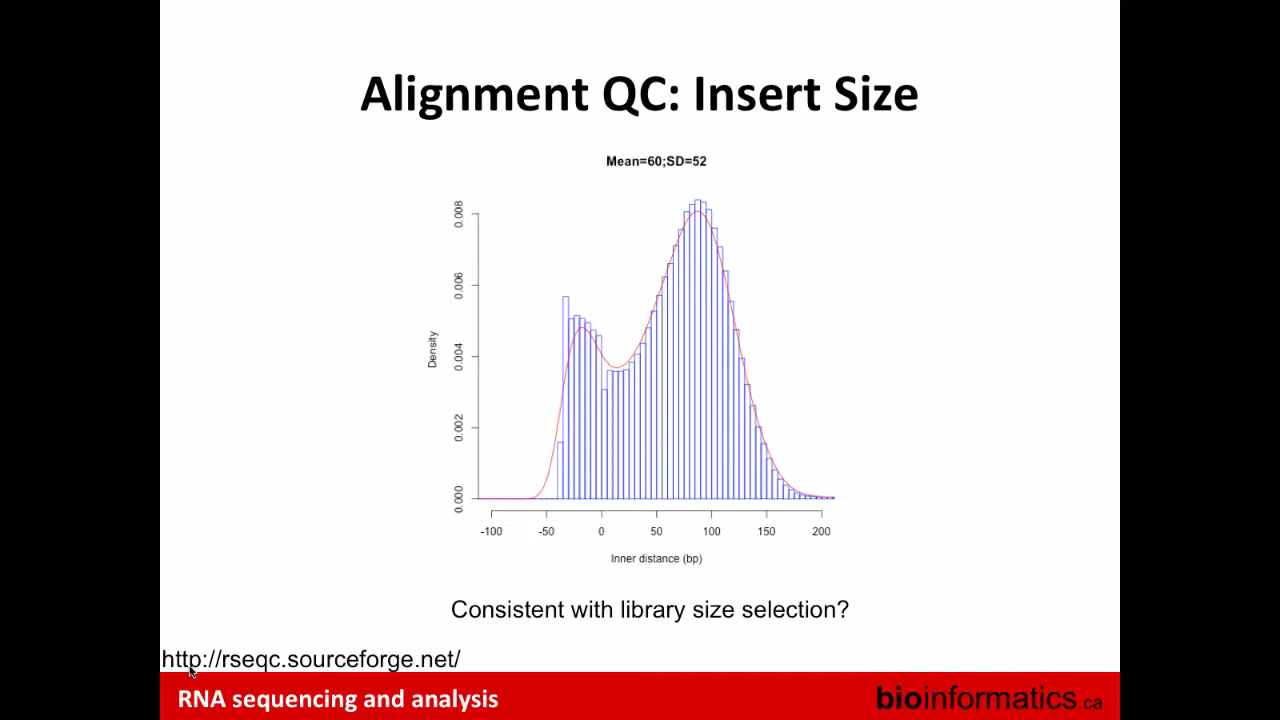 Alignment QC: Insert Size
Mean=60;SD=52
0.008
0.006
0.004
0.002
0.000
Density
-100 -50 0 50 100 150 200
Inner distance (bp)
Consistent with library size selection?
http://rseqc.sourceforge.net/
RNA sequencing and analysis
bioinformatics.ca